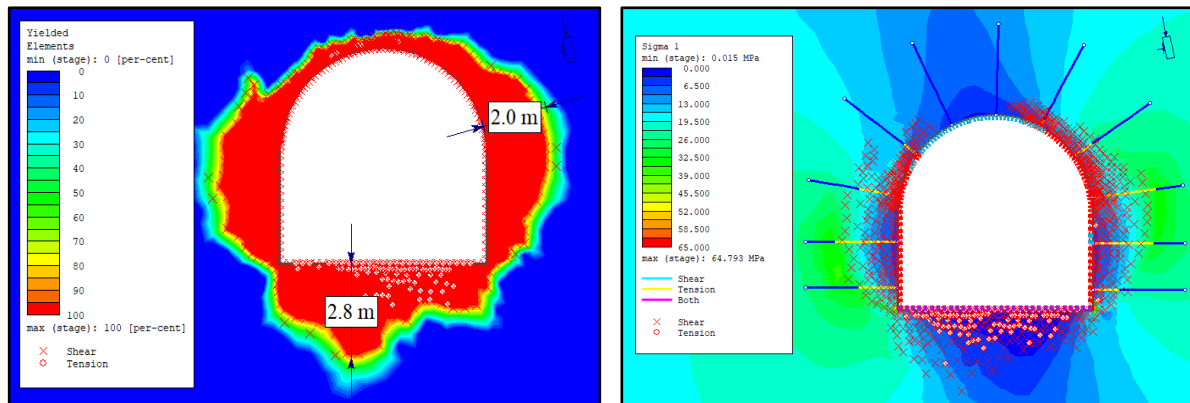 Yielded
Elements
min (stage): 0 [per-cent]
0
10
20
30
40
50
60
70
80
90
100
max (stage): 100 [per-cent]
Shear
Tension
2.0 m
2.8 m
Sigma 1
min (stage): 0.015 MPa
0.000
6.500
13.000
19.500
26.000
32.500
39.000
45.500
52.000
58.500
65.000
max (stage): 64.793 MPa
Shear
Tension
Both
Shear
Tension